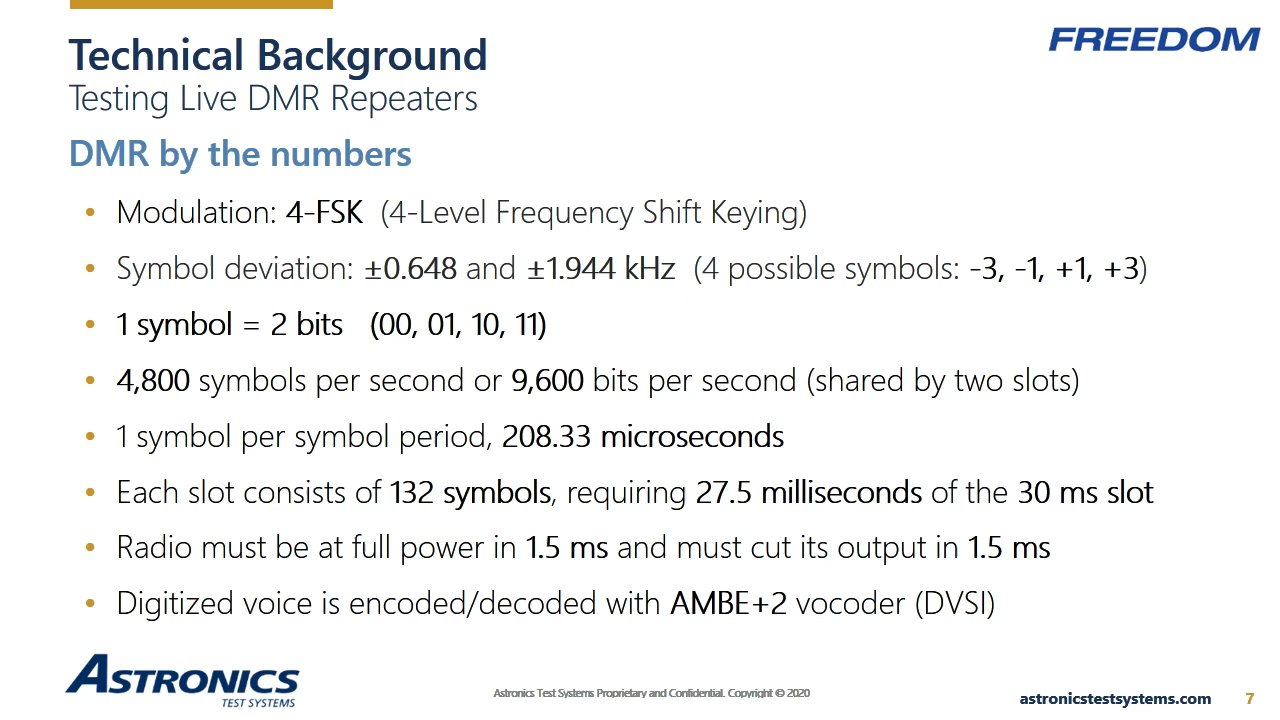 Technical Background
FREEDOM
Testing Live DMR Repeaters
DMR by the numbers
• Modulation: 4-FSK (4-Level Frequency Shift Keying)
• Symbol deviation: ±0.648 and ±1.944 kHz (4 possible symbols: -3, -1, +1, +3)
• 1 symbol = 2 bits (00, 01, 10, 11)
• 4,800 symbols per second or 9,600 bits per second (shared by two slots)
• 1 symbol per symbol period, 208.33 microseconds
• Each slot consists of 132 symbols, requiring 27.5 milliseconds of the 30 ms slot
• Radio must be at full power in 1.5 ms and must cut its output in 1.5 ms
• Digitized voice is encoded/decoded with AMBE+2 vocoder (DVSI)
ASTRONICS
TEST SYSTEMS
Astronics Test Systems Proprietary and Confidential. Copyright © 2020
astronicstestsystems.com 7